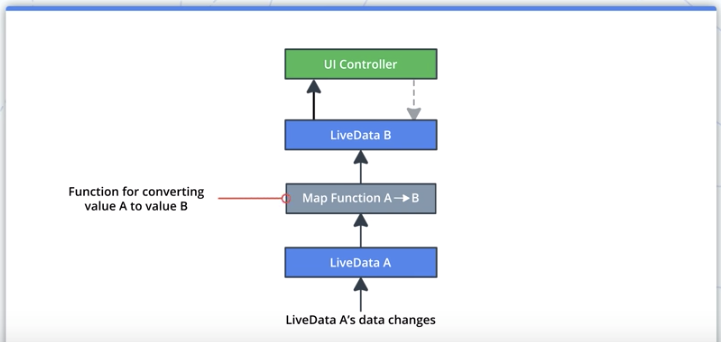 UI Controller
LiveData B
Function for converting
value A to value B
Map Function A→B
LiveData A
LiveData A’s data changes